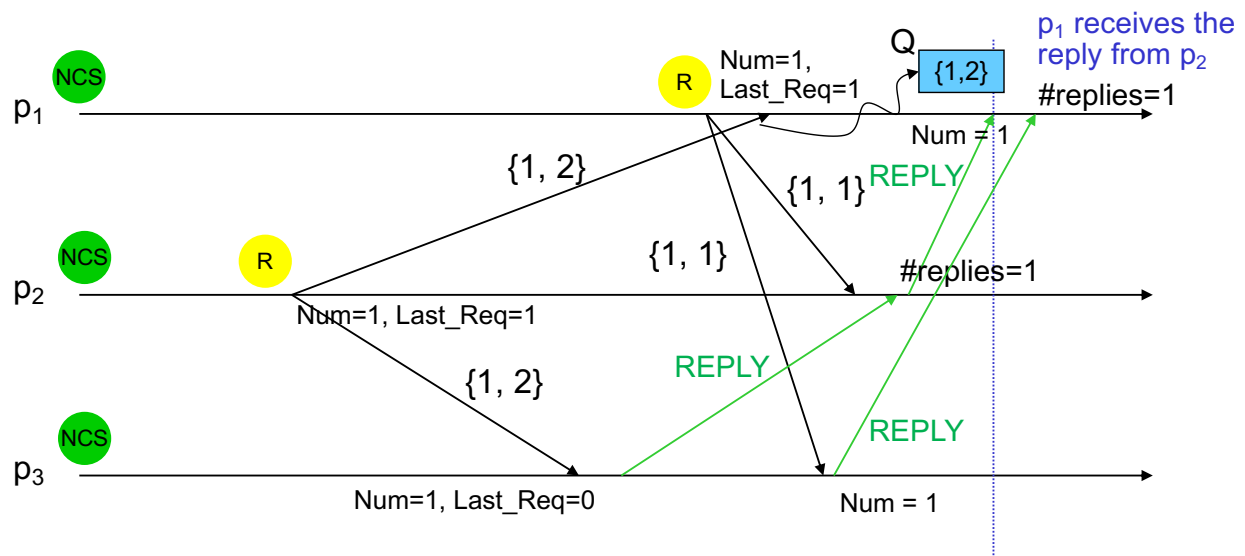 p1 receives the
reply from p2
NCS
Q
{1,2}
R
Num=1,
Last_Req=1
#replies=1
p1
Num = 1
{1, 2}
{1, 1}
REPLY
NCS
R
{1, 1}
#replies=1
p2
Num=1, Last_Req=1
REPLY
{1, 2}
NCS
REPLY
p3
Num=1, Last_Req=0
Num = 1